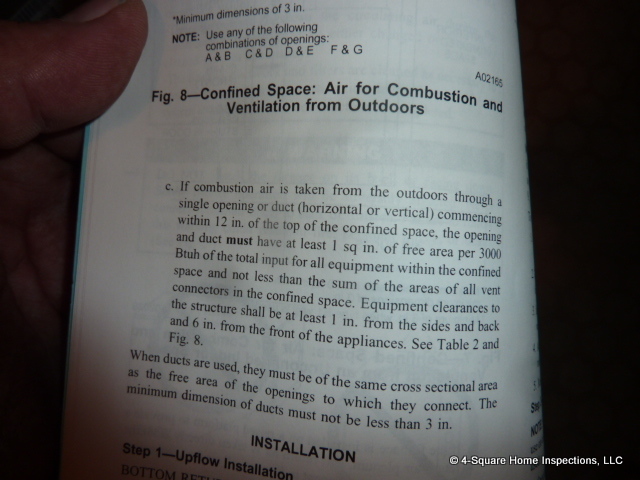 *Minimum dimensions of 3 in.
NOTE: Use any of the following
combinations of openings:
A & B C & D D & E F & G
A02165
Fig. 8—Confined Space: Air for Combustion and
Ventilation from Outdoors
c. If combustion air is taken from the outdoors through a
single opening or duct (horizontal or vertical) commencing
within 12 in. of the top of the confined space, the opening
and duct must have at least 1 sq in. of free area per 3000
Btuh of the total input for all equipment within the confined
space and not less than the sum of the areas of all vent
connectors in the confined space. Equipment clearances to
the structure shall be at least 1 in. from the sides and back
and 6 in. from the front of the appliances. See Table 2 and
Fig. 8.
When ducts are used, they must be of the same cross sectional area
as the free area of the openings to which they connect. The
minimum dimension of ducts must not be less than 3 in.
INSTALLATION
Step 1—Upflow Installation
BOTTOM
© 4-Square Home Inspections, LLC